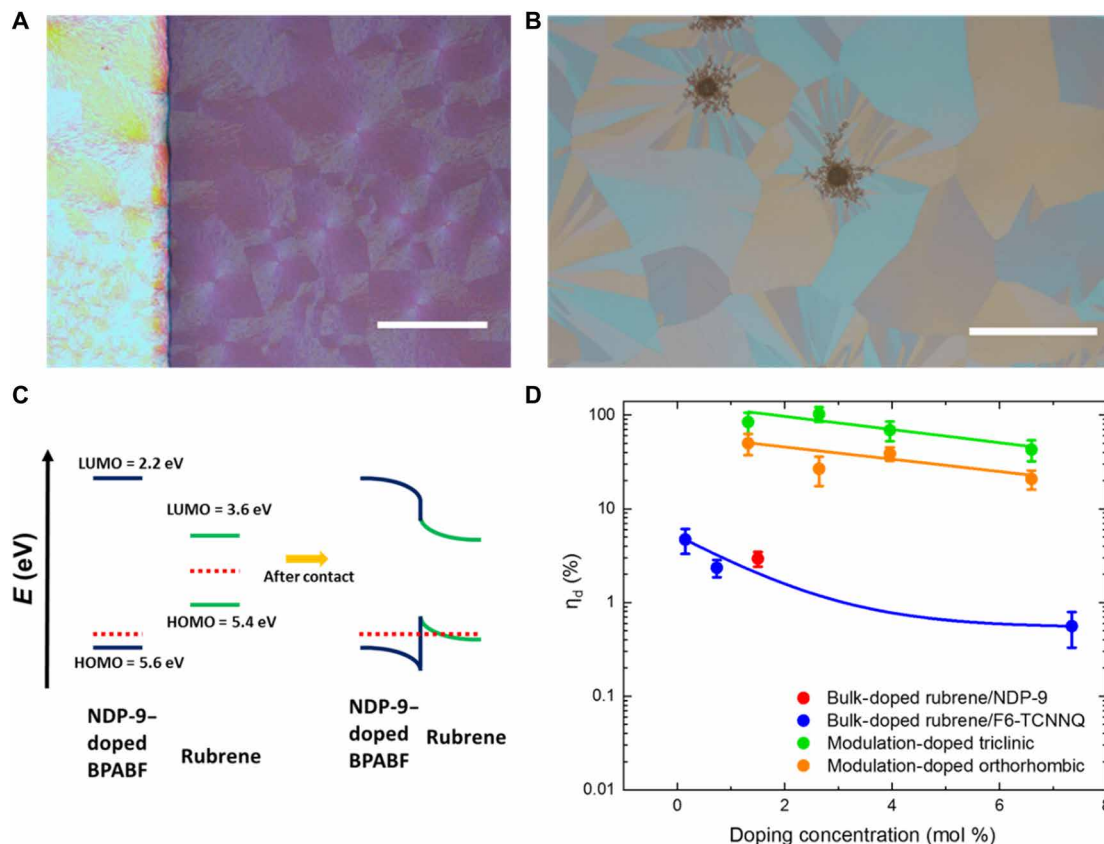 A
B
C
E (eV)
LUMO = 2.2 eV
LUMO = 3.6 eV
After contact
HOMO = 5.4 eV
HOMO = 5.6 eV
NDP-9–
doped
BPABF
Rubrene
NDP-9–
doped
BPABF
Rubrene
D
ηd (%)
100
10
1
0.1
0.01
Bulk-doped rubrene/NDP-9
Bulk-doped rubrene/F6-TCNNQ
Modulation-doped triclinic
Modulation-doped orthorhombic
0
2
4
6
8
Doping concentration (mol %)